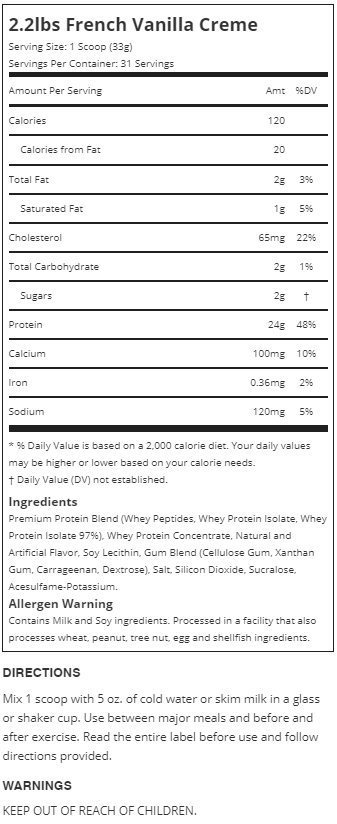 2.2lbs French Vanilla Creme
Serving Size: 1 Scoop (33g)
Servings Per Container: 31 Servings
Amount Per Serving Amt %DV
Calories 120
Calories from Fat 20
Total Fat 2g 3%
Saturated Fat 1g 5%
Cholesterol 65mg 22%
Total Carbohydrate 2g 1%
Sugars 2g †
Protein 24g 48%
Calcium 100mg 10%
Iron 0.36mg 2%
Sodium 120mg 5%
* % Daily Value is based on a 2,000 calorie diet. Your daily values
may be higher or lower based on your calorie needs.
† Daily Value (DV) not established.
Ingredients
Premium Protein Blend (Whey Peptides, Whey Protein Isolate, Whey
Protein Isolate 97%), Whey Protein Concentrate, Natural and
Artificial Flavor, Soy Lecithin, Gum Blend (Cellulose Gum, Xanthan
Gum, Carrageenan, Dextrose), Salt, Silicon Dioxide, Sucralose,
Acesulfame-Potassium.
Allergen Warning
Contains Milk and Soy ingredients. Processed in a facility that also
processes wheat, peanut, tree nut, egg and shellfish ingredients.
DIRECTIONS
Mix 1 scoop with 5 oz. of cold water or skim milk in a glass
or shaker cup. Use between major meals and before and
after exercise. Read the entire label before use and follow
directions provided.
WARNINGS
KEEP OUT OF REACH OF CHILDREN.